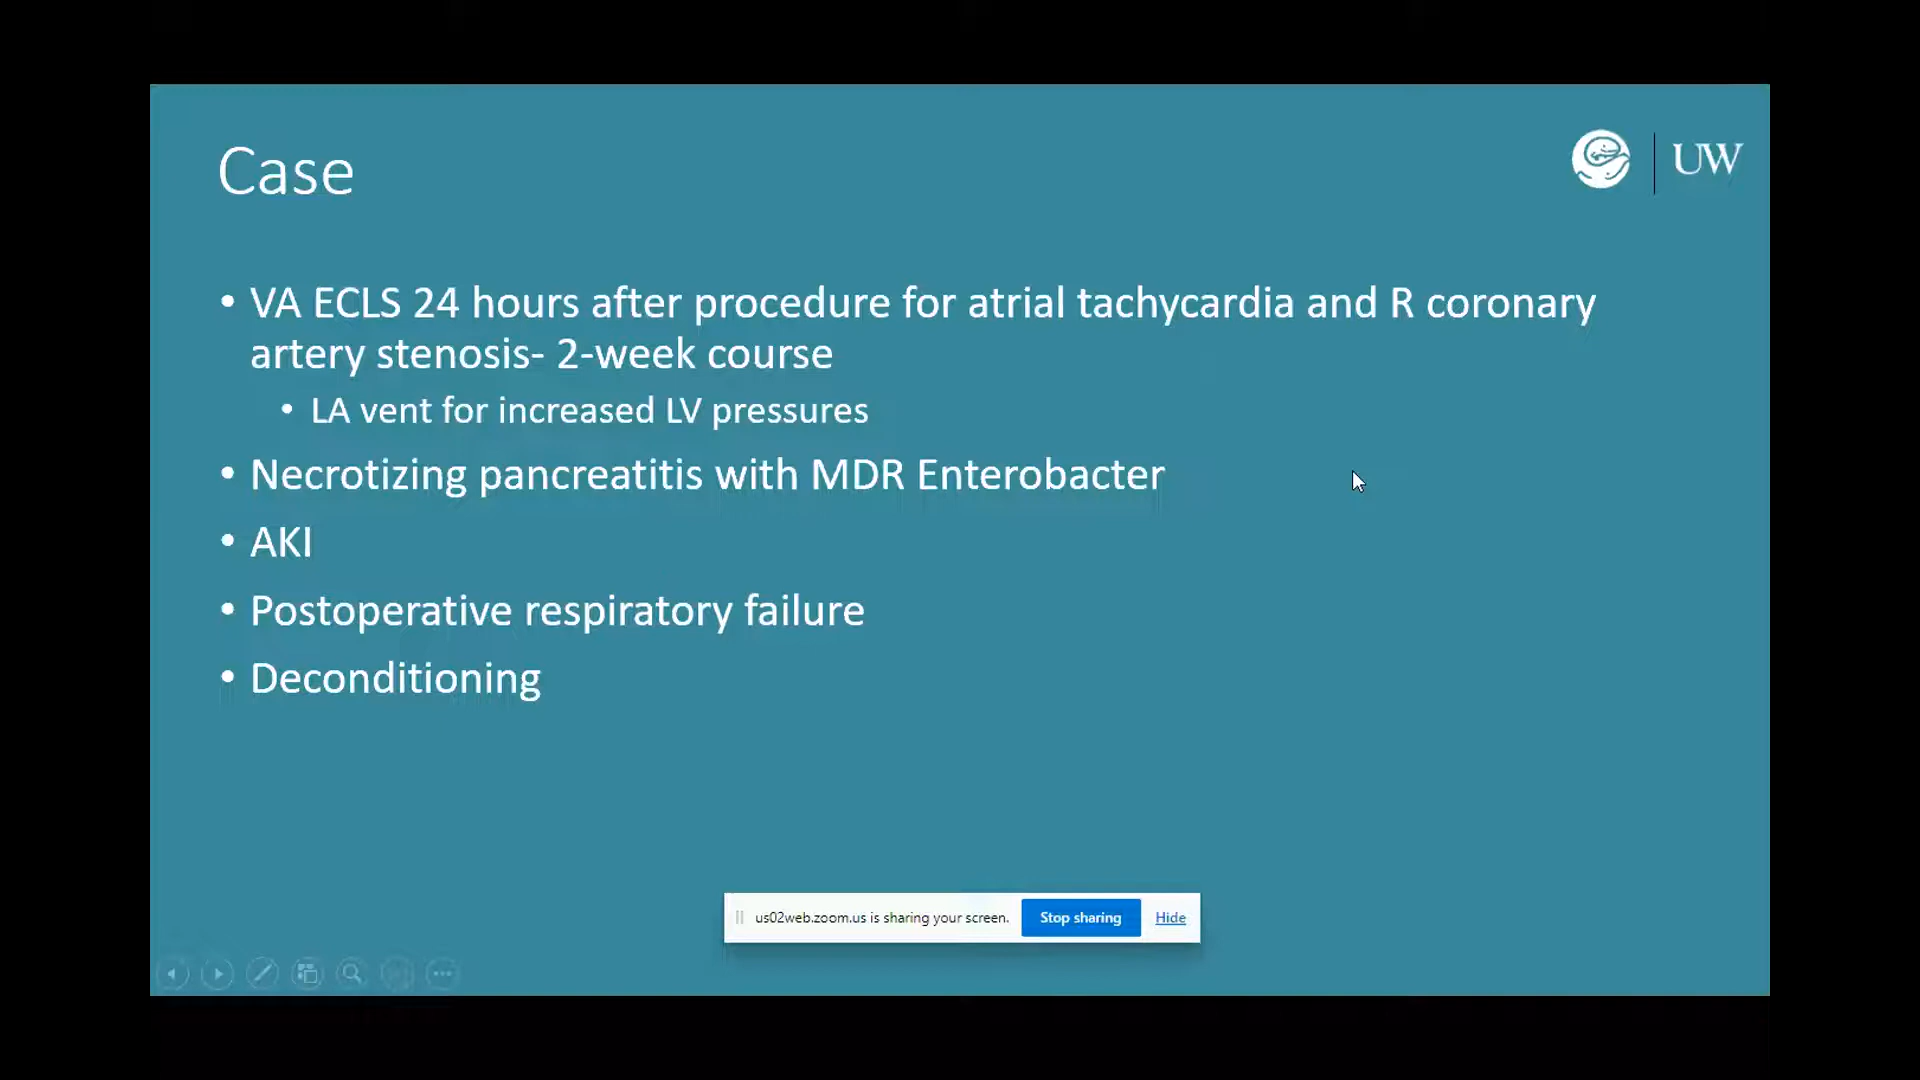 Case
UW
• VA ECLS 24 hours after procedure for atrial tachycardia and R coronary
artery stenosis- 2-week course
• LA vent for increased LV pressures
• Necrotizing pancreatitis with MDR Enterobacter
• AKI
• Postoperative respiratory failure
• Deconditioning
us02web.zoom.us is sharing your screen. Stop sharing Hide